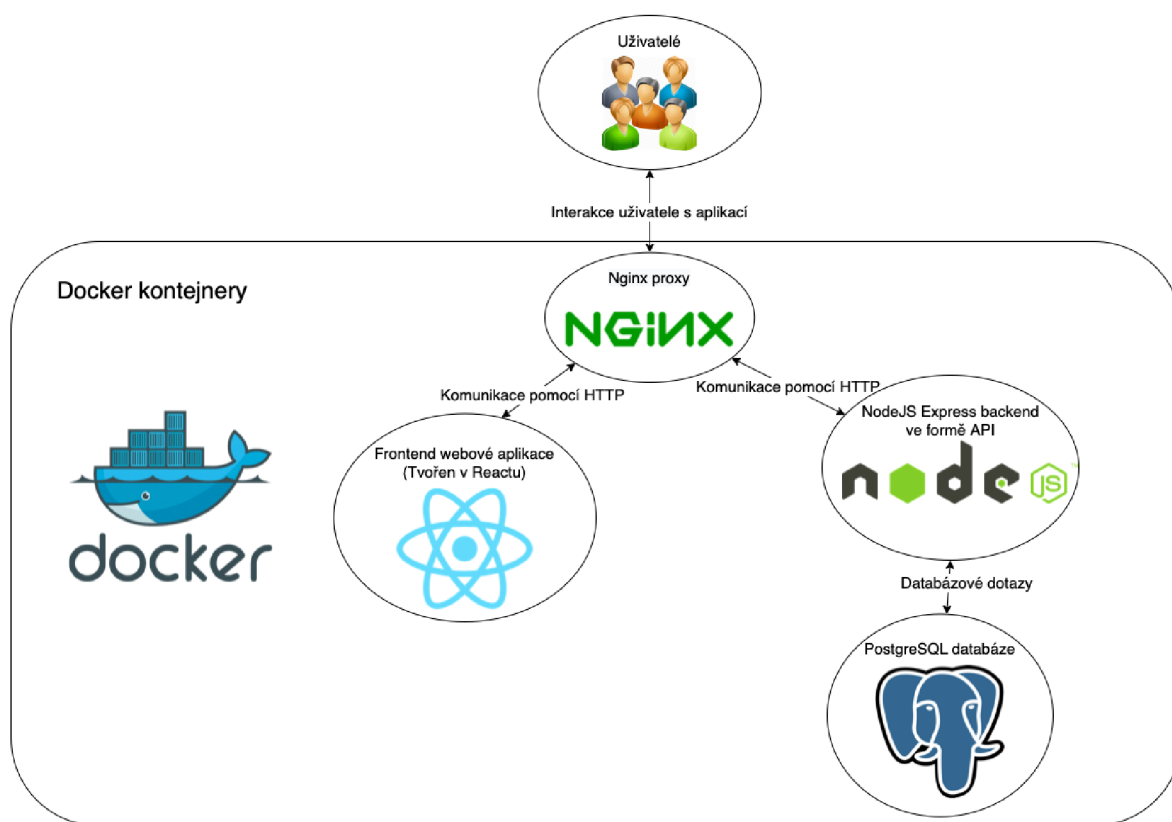 Uživatelé
Interakce uživatele s aplikací
Docker kontejnery
Nginx proxy
NGiNX
Komunikace pomocí HTTP
Komunikace pomocí HTTP
Frontend webové aplikace
(Tvořen v Reactu)
NodeJS Express backend
ve formě API
node
JS
docker
Databázové dotazy
PostgreSQL databáze